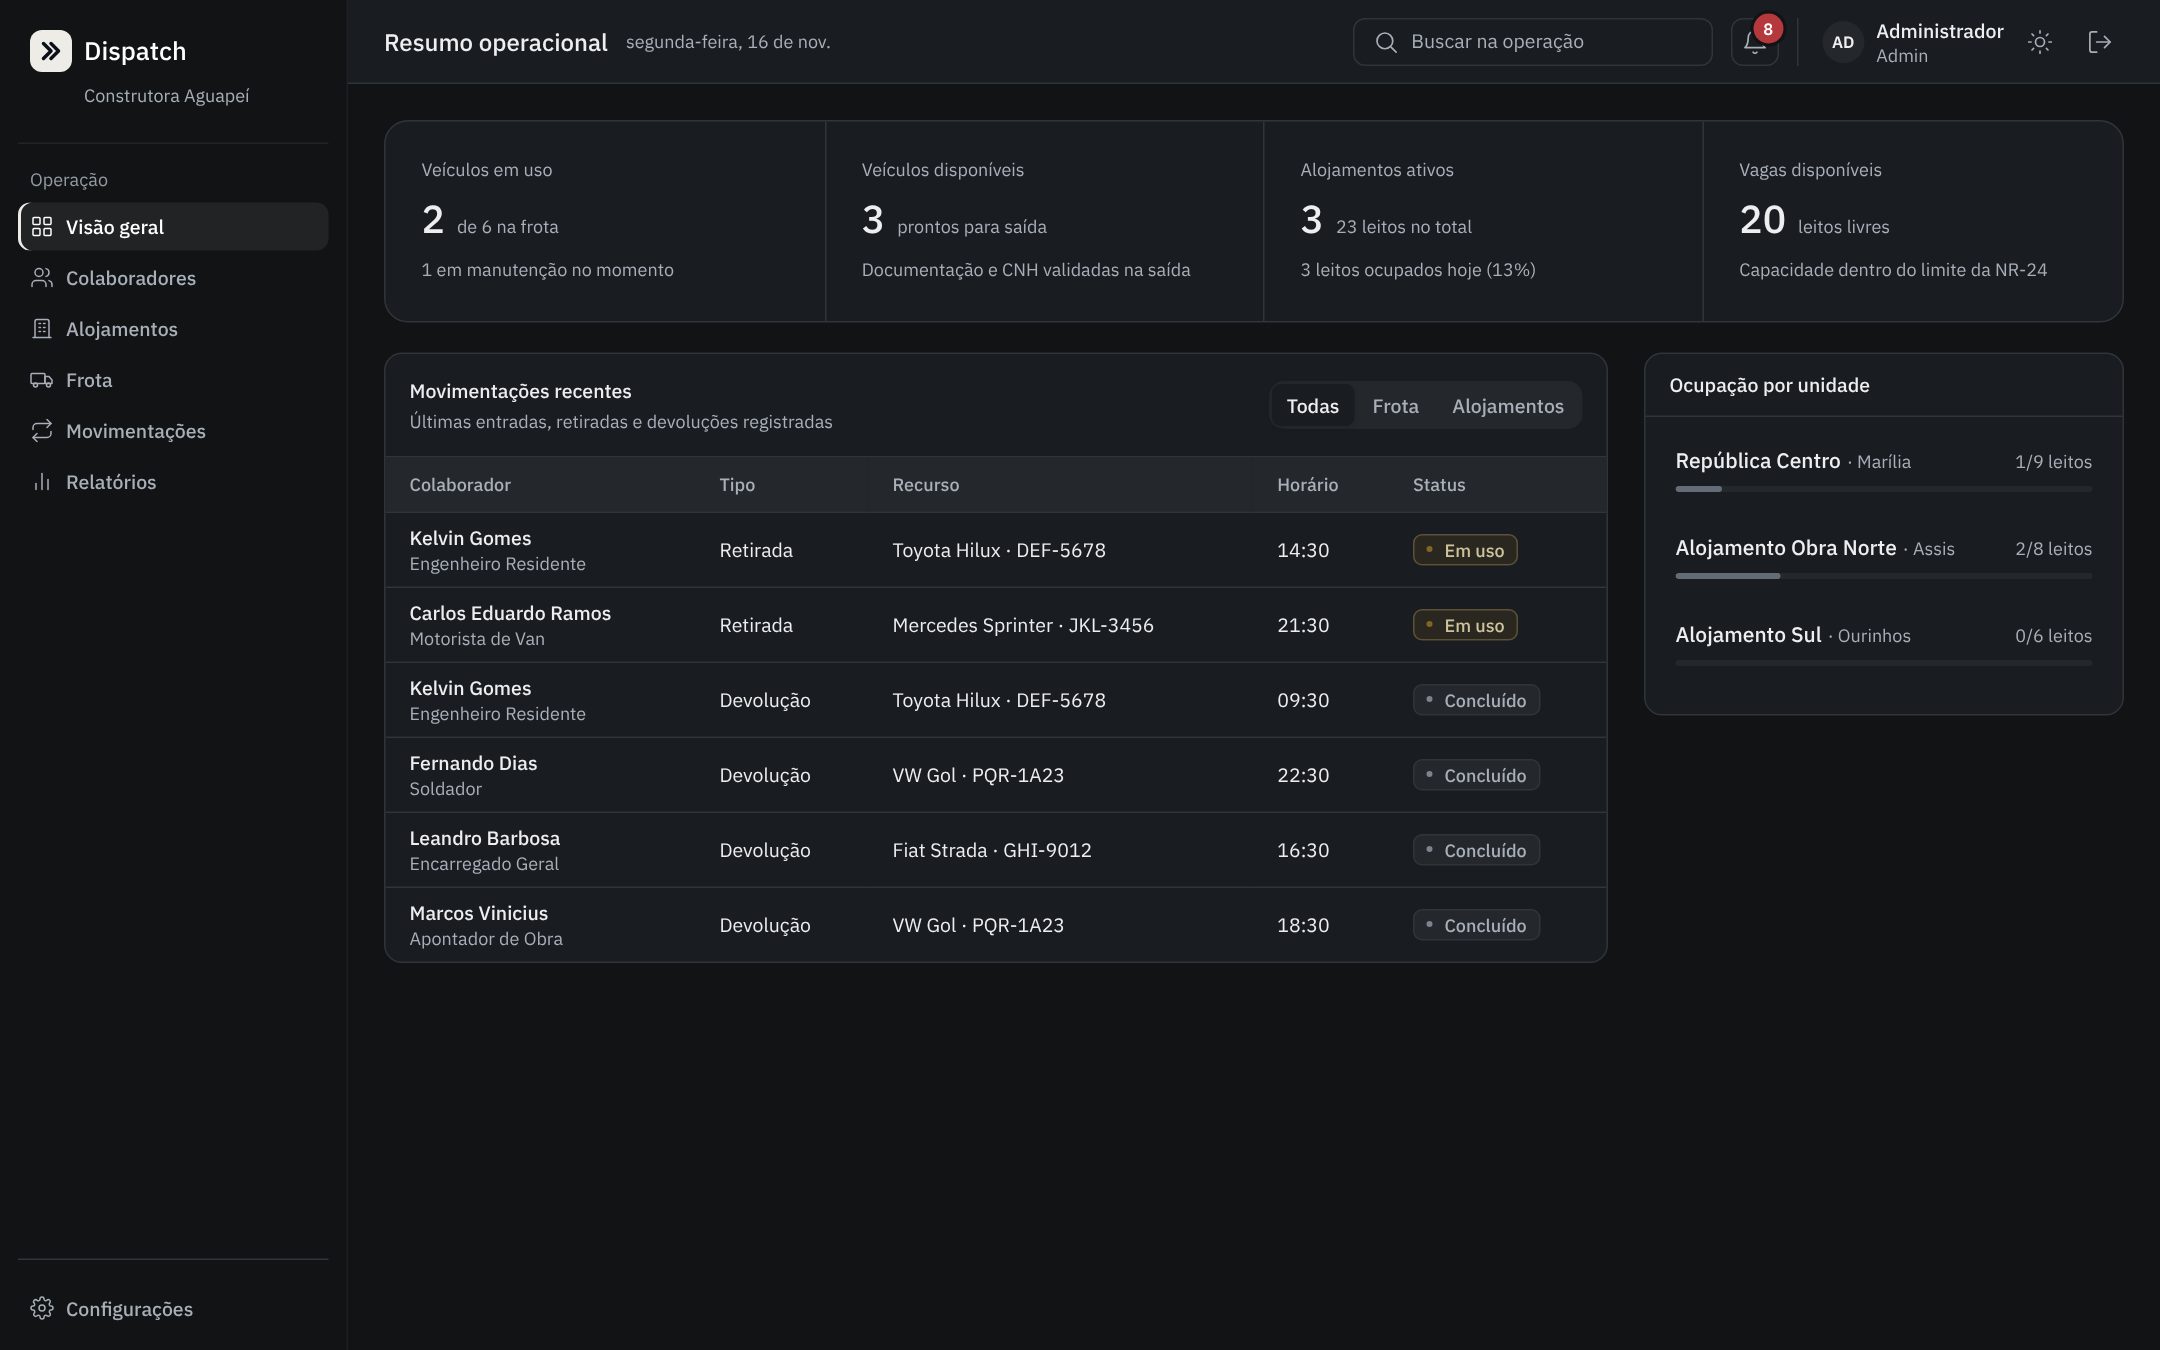 Dispatch
Construtora Aguapeí
Operação
Visão geral
Colaboradores
Alojamentos
Frota
Movimentações
Relatórios
Configurações
Resumo operacional segunda-feira, 16 de nov.
Buscar na operação
8
AD
Administrador
Admin
Veículos em uso
2 de 6 na frota
1 em manutenção no momento
Veículos disponíveis
3 prontos para saída
Documentação e CNH validadas na saída
Alojamentos ativos
3 23 leitos no total
3 leitos ocupados hoje (13%)
Vagas disponíveis
20 leitos livres
Capacidade dentro do limite da NR-24
Movimentações recentes
Últimas entradas, retiradas e devoluções registradas
Todas Frota Alojamentos
Colaborador Tipo Recurso Horário Status
Kelvin Gomes
Engenheiro Residente
Retirada Toyota Hilux · DEF-5678 14:30 Em uso
Carlos Eduardo Ramos
Motorista de Van
Retirada Mercedes Sprinter · JKL-3456 21:30 Em uso
Kelvin Gomes
Engenheiro Residente
Devolução Toyota Hilux · DEF-5678 09:30 Concluído
Fernando Dias
Soldador
Devolução VW Gol · PQR-1A23 22:30 Concluído
Leandro Barbosa
Encarregado Geral
Devolução Fiat Strada · GHI-9012 16:30 Concluído
Marcos Vinicius
Apontador de Obra
Devolução VW Gol · PQR-1A23 18:30 Concluído
Ocupação por unidade
República Centro · Marília 1/9 leitos
Alojamento Obra Norte · Assis 2/8 leitos
Alojamento Sul · Ourinhos 0/6 leitos